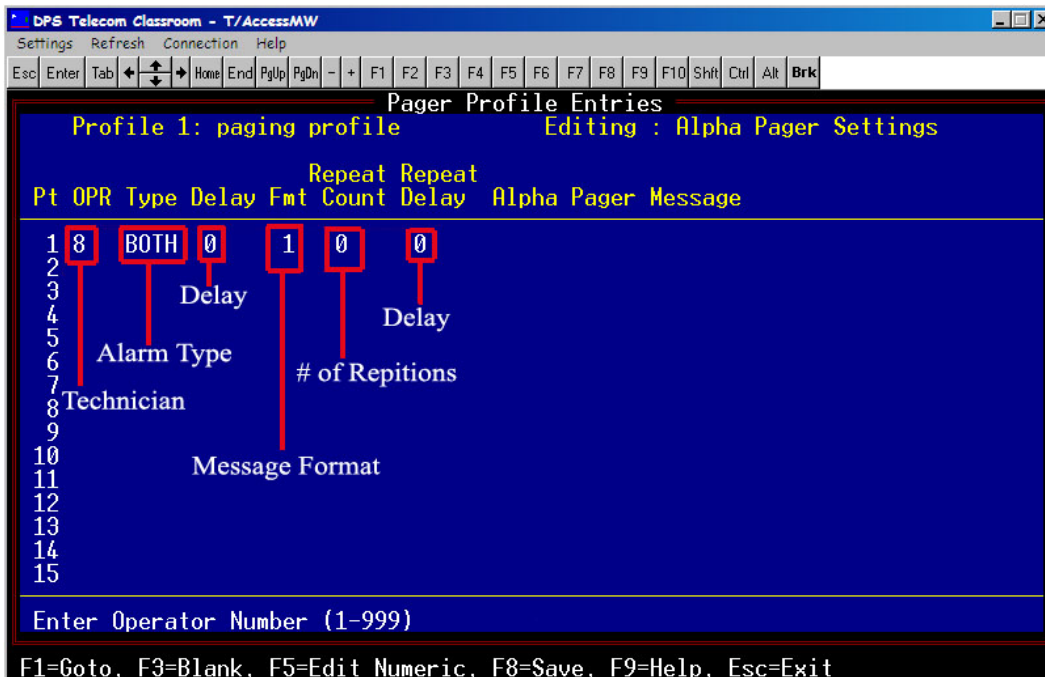 DPS Telecom Classroom - T/AccessMW
Settings Refresh Connection Help
Esc Enter Tab Home End PgUp PgDn - + F1 F2 F3 F4 F5 F6 F7 F8 F9 F10 Shft Ctrl Alt Brk
Pager Profile Entries
Profile 1: paging profile Editing : Alpha Pager Settings
Repeat Repeat
Pt OPR Type Delay Fmt Count Delay Alpha Pager Message
1 8 BOTH 0 1 0 0
2
3
Delay
4
Delay
5
6
Alarm Type
# of Repitions
7
Technician
8
9
10
Message Format
11
12
13
14
15
Enter Operator Number (1-999)
F1=Goto, F3=Blank, F5=Edit Numeric, F8=Save, F9=Help, Esc=Exit